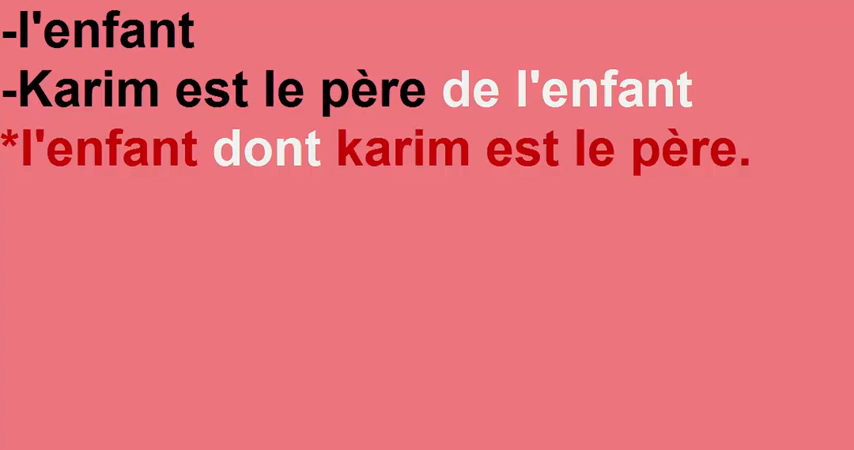 -l'enfant
-Karim est le père de l'enfant
*l'enfant dont karim est le père.